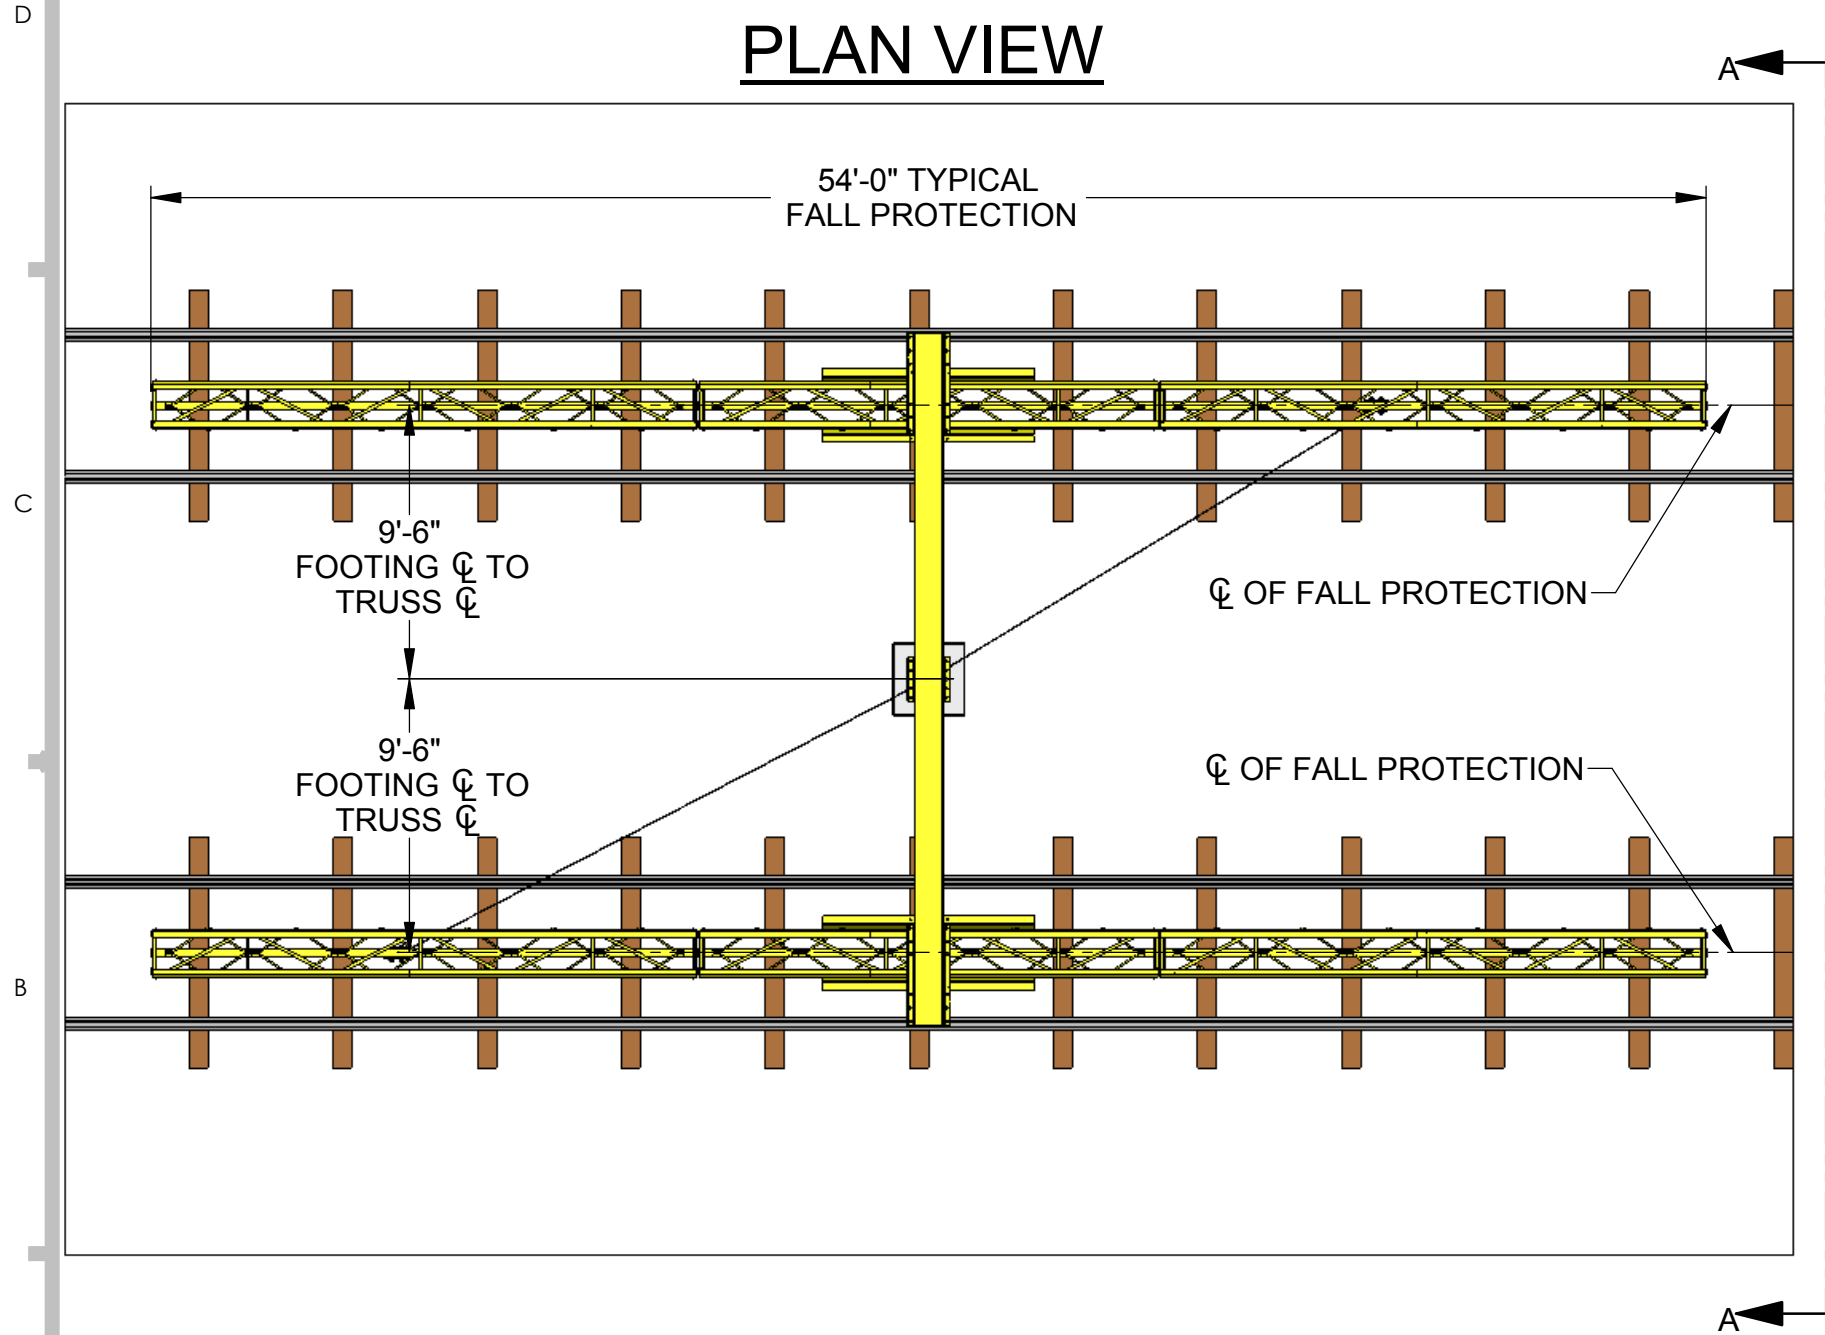 D
PLAN VIEW
A
54'-0" TYPICAL
FALL PROTECTION
C
9'-6"
FOOTING ℄ TO
TRUSS ℄
℄ OF FALL PROTECTION
9'-6"
FOOTING ℄ TO
TRUSS ℄
℄ OF FALL PROTECTION
B
A